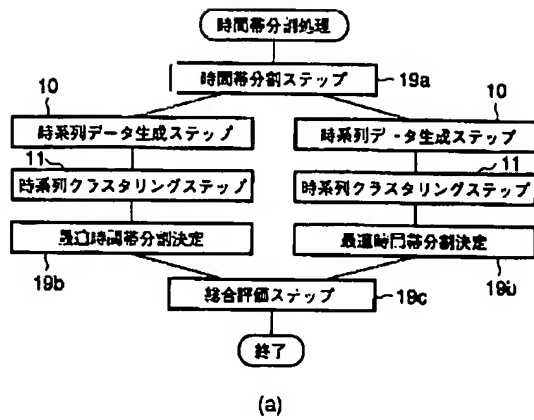 時間帯分割処理
時間帯分割ステップ
19a
10
10
時系列データ生成ステップ
時系列データ生成ステップ
11
11
時系列クラスタリングステップ
時系列クラスタリングステップ
最適時間帯分割決定
最適時間帯分割決定
19b
19b
総合評価ステップ
19c
終了
(a)